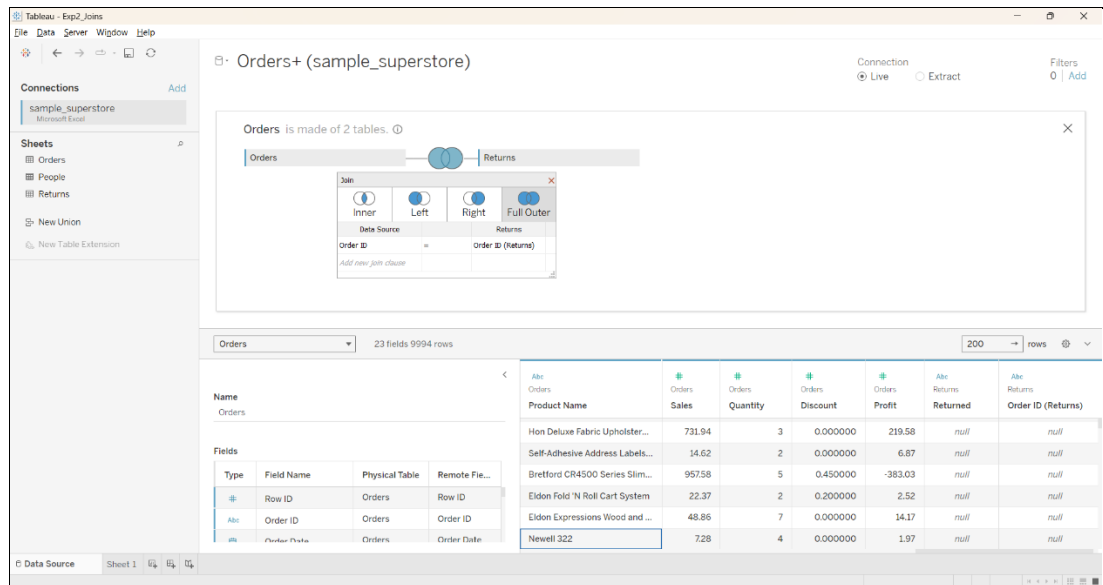 Tableau - Exp2_Joins
File Data Server Window Help
Connections Add
sample_superstore
Microsoft Excel
Sheets
Orders
People
Returns
New Union
New Table Extension
Orders+ (sample_superstore)
Connection
Live Extract
Filters
0 | Add
Orders is made of 2 tables.
Orders Returns
Join
Inner Left Right Full Outer
Data Source Returns
Order ID = Order ID (Returns)
Add new join clause
Orders 23 fields 9994 rows 200 → rows
Name
Orders
Fields
Type Field Name Physical Table Remote Fie...
# Row ID Orders Row ID
Abc Order ID Orders Order ID
Order Date Orders Order Date
Abc # # # # Abc Abc
Orders Orders Orders Orders Orders Returns Returns
Product Name Sales Quantity Discount Profit Returned Order ID (Returns)
Hon Deluxe Fabric Upholster... 731.94 3 0.000000 219.58 null null
Self-Adhesive Address Labels... 14.62 2 0.000000 6.87 null null
Bretford CR4500 Series Slim... 957.58 5 0.450000 -383.03 null null
Eldon Fold 'N Roll Cart System 22.37 2 0.200000 2.52 null null
Eldon Expressions Wood and ... 48.86 7 0.000000 14.17 null null
Newell 322 7.28 4 0.000000 1.97 null null
Data Source Sheet 1